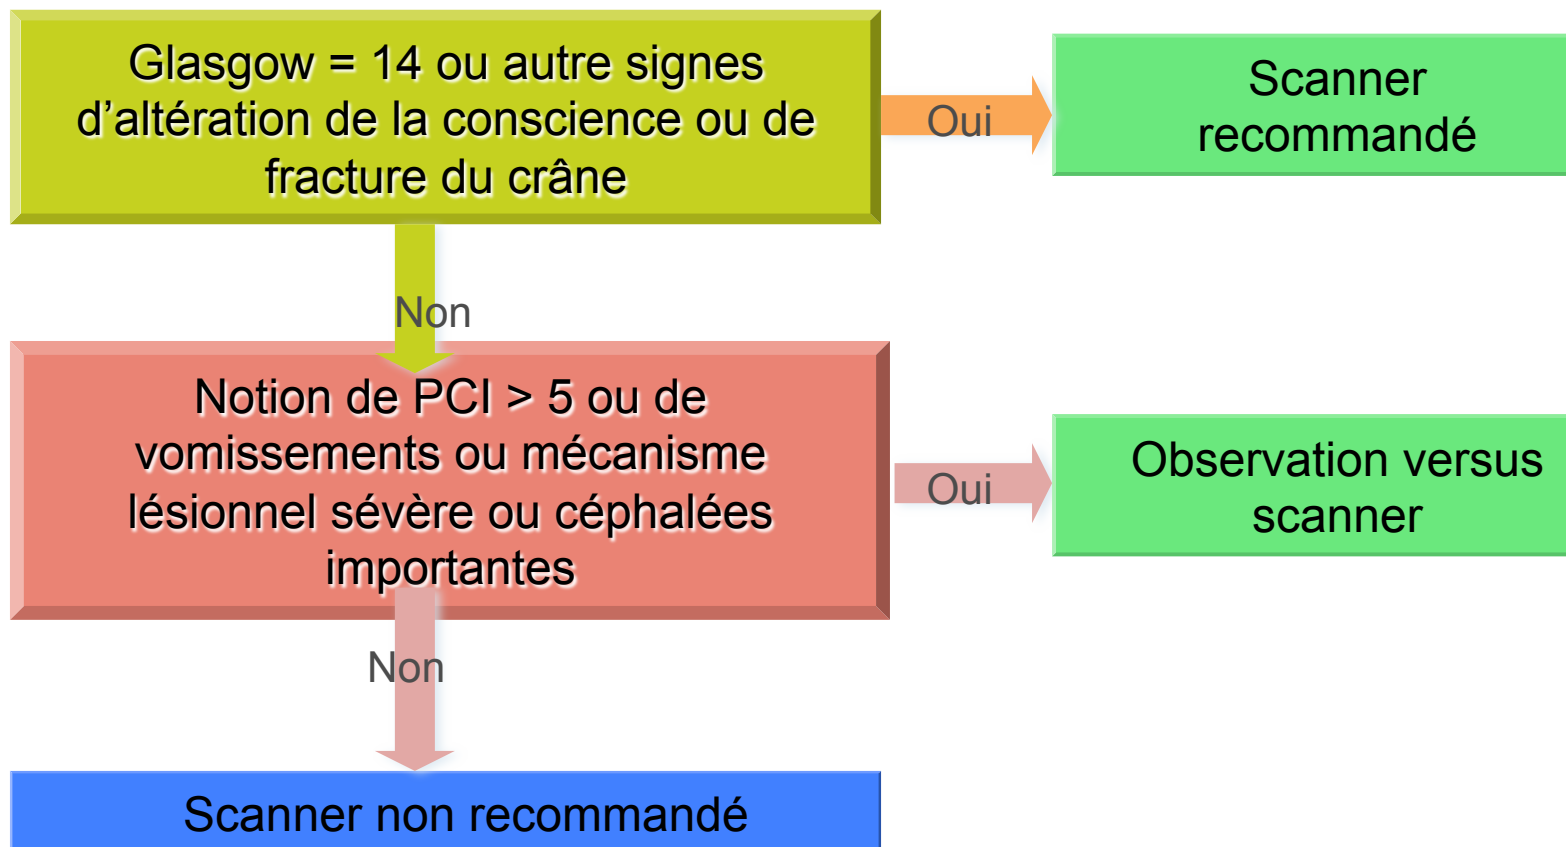 Glasgow = 14 ou autre signes
d’altération de la conscience ou de
fracture du crâne
Oui
Scanner
recommandé
Non
Notion de PCI > 5 ou de
vomissements ou mécanisme
lésionnel sévère ou céphalées
importantes
Oui
Observation versus
scanner
Non
Scanner non recommandé